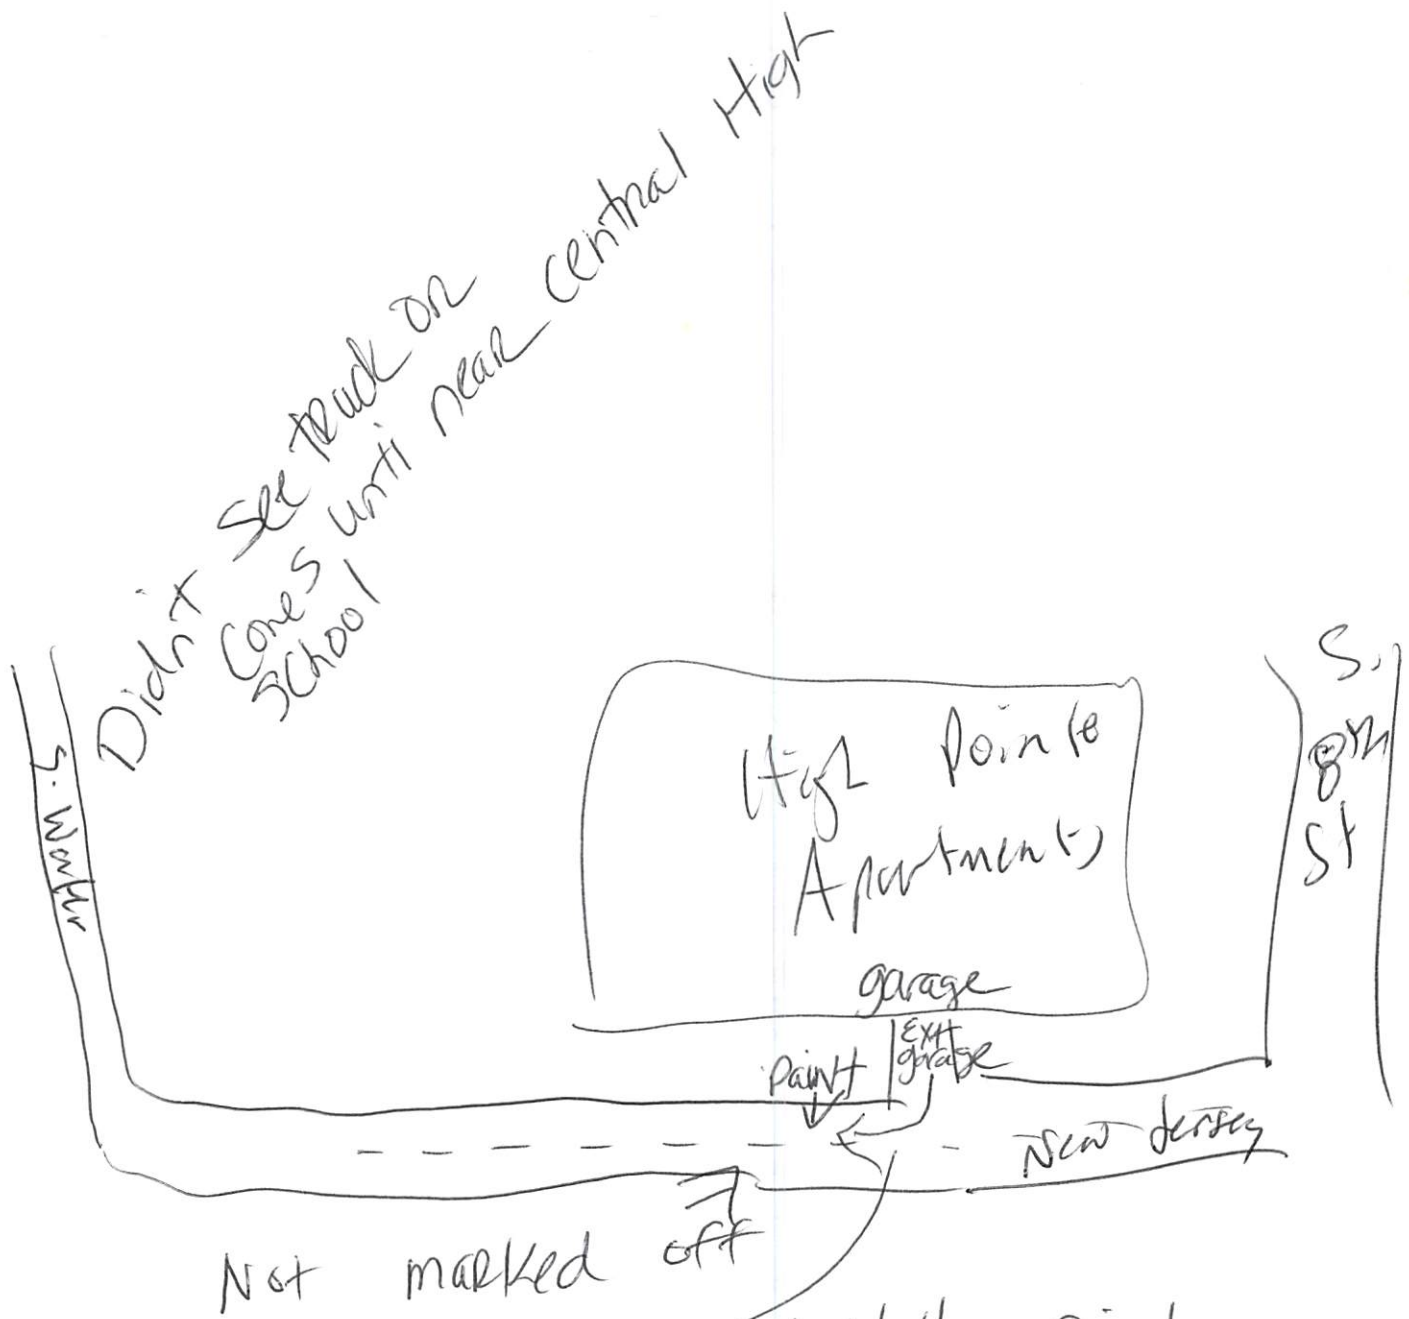 Didn't see truck or
cones until near central High
School
S. Water
High Pointe
Apartments
garage
S.
8th
St
Exit
garage
Paint
New Jersey
Not marked off